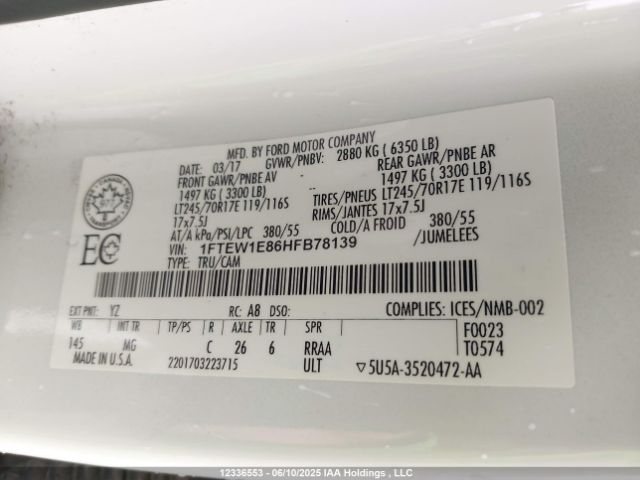 MFD. BY FORD MOTOR COMPANY
DATE: 03/17 GVWR/PNBV: 2880 KG ( 6350 LB)
FRONT GAWR/PNBE AV REAR GAWR/PNBE AR
1497 KG ( 3300 LB) 1497 KG ( 3300 LB)
LT245/70R17E 119/116S TIRES/PNEUS LT245/70R17E 119/116S
17x7.5J RIMS/JANTES 17x7.5J
AT/A kPa/PSI/LPC 380/55 COLD/A FROID 380/55
VIN: 1FTEW1E86HFB78139 /JUMELEES
TYPE: TRU/CAM
EC
EXT PNT: YZ RC: A8 DSO: COMPLIES: ICES/NMB-002
WB INT TR TP/PS R AXLE TR SPR F0023
145 MG C 26 6 RRAA T0574
MADE IN U.S.A. 2201703223715 ULT ▽5U5A-3520472-AA
12336553 - 06/10/2025 IAA Holdings , LLC